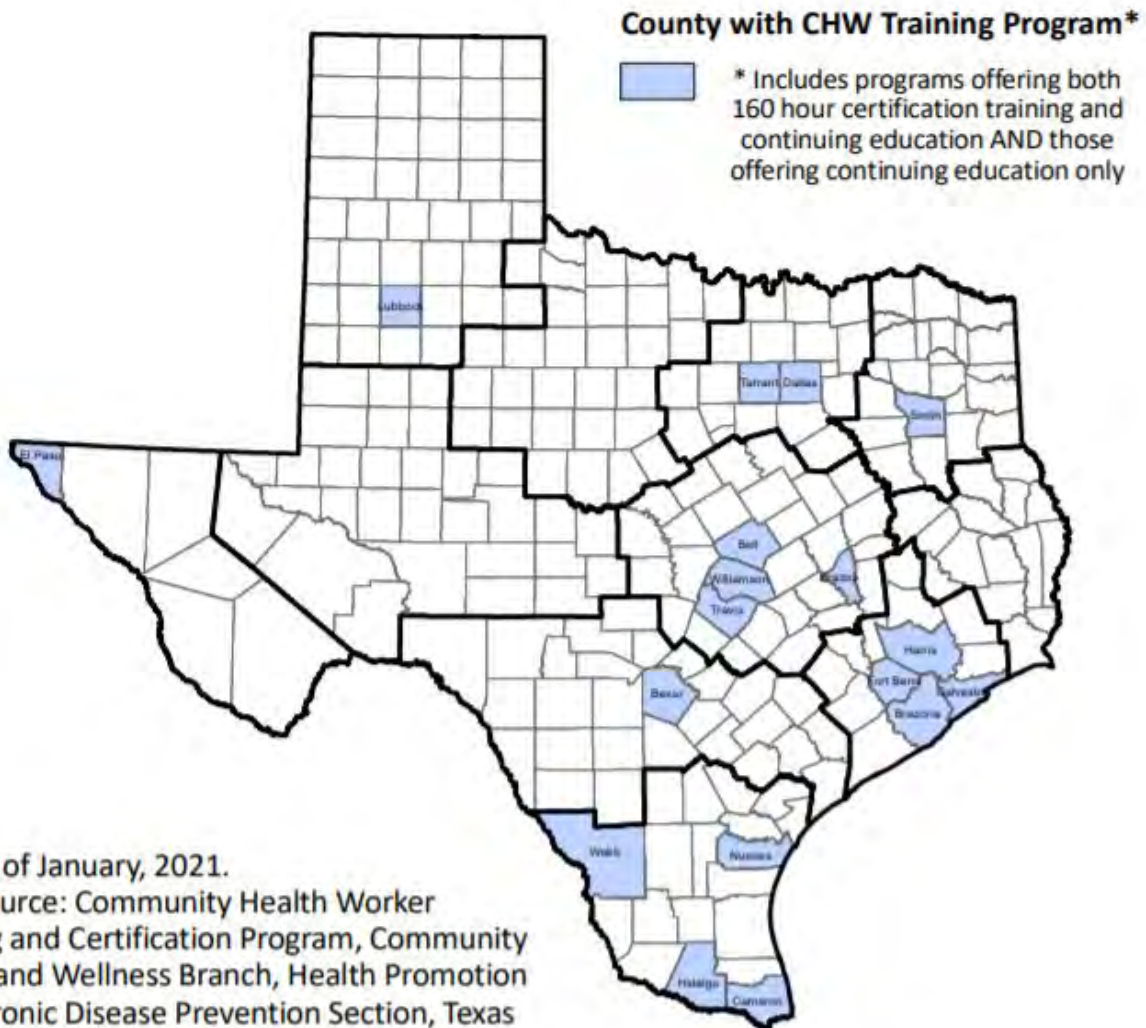 County with CHW Training Program*
* Includes programs offering both
160 hour certification training and
continuing education AND those
offering continuing education only
Lubbock
Tarrant Dallas
Smith
El Paso
Bell
Williamson
Brazos
Travis
Harris
Bexar
Fort Bend
Galveston
Brazoria
Webb
Nueces
Hidalgo
Cameron
of January, 2021.
urce: Community Health Worker
g and Certification Program, Community
and Wellness Branch, Health Promotion
ronic Disease Prevention Section, Texas